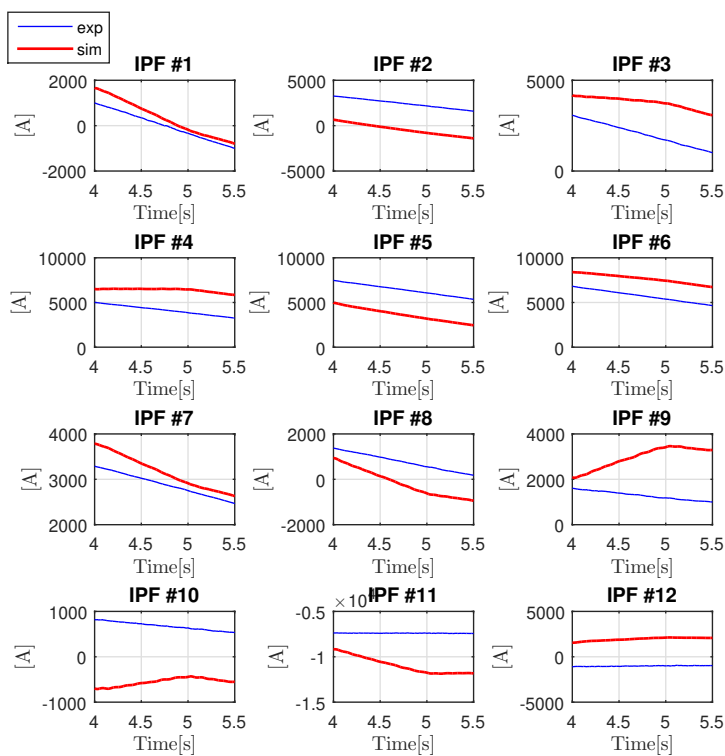 exp
sim
IPF #1
IPF #2
IPF #3
2000
0
-2000
[A]
4 4.5 5 5.5
Time[s]
5000
0
-5000
[A]
4 4.5 5 5.5
Time[s]
5000
0
[A]
4 4.5 5 5.5
Time[s]
IPF #4
IPF #5
IPF #6
10000
5000
0
[A]
4 4.5 5 5.5
Time[s]
10000
5000
0
[A]
4 4.5 5 5.5
Time[s]
10000
5000
0
[A]
4 4.5 5 5.5
Time[s]
IPF #7
IPF #8
IPF #9
4000
3000
2000
[A]
4 4.5 5 5.5
Time[s]
2000
0
-2000
[A]
4 4.5 5 5.5
Time[s]
4000
2000
0
[A]
4 4.5 5 5.5
Time[s]
IPF #10
IPF #11
IPF #12
1000
0
-1000
[A]
4 4.5 5 5.5
Time[s]
-0.5
-1
-1.5
[A]
4 4.5 5 5.5
Time[s]
5000
0
-5000
[A]
4 4.5 5 5.5
Time[s]